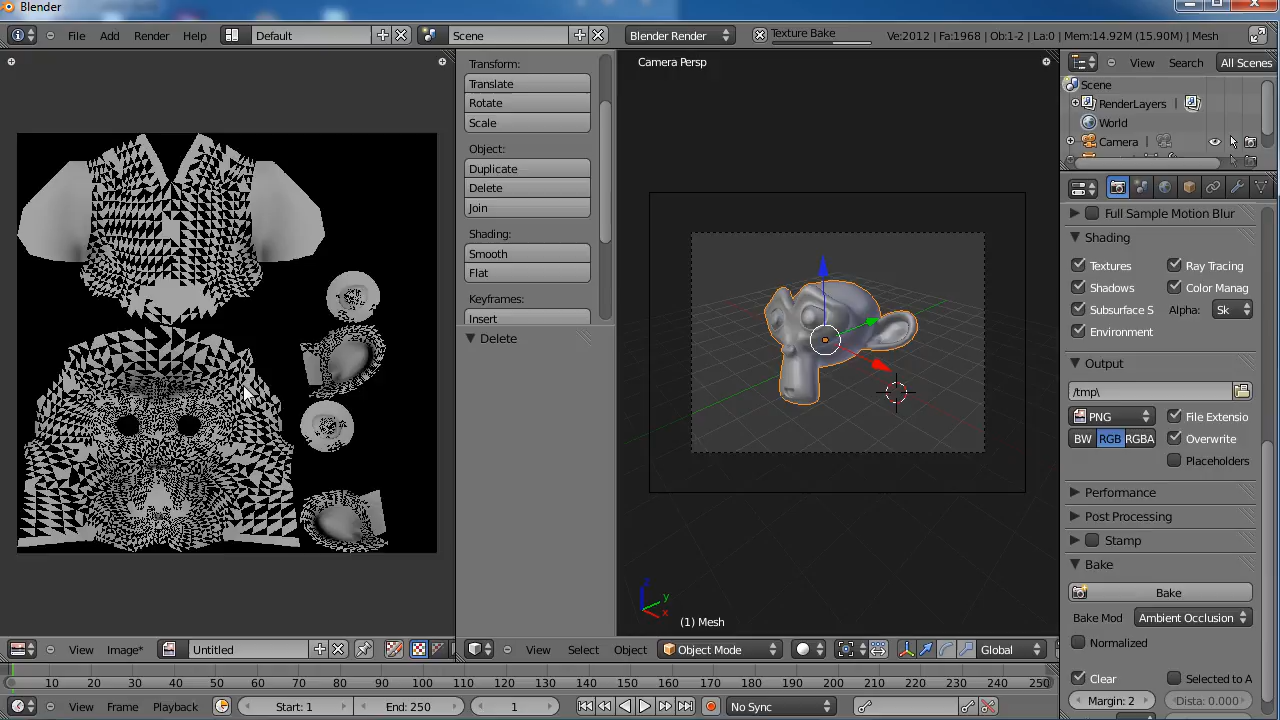 Blender
File Add Render Help Default Scene Blender Render Texture Bake Ve:2012 | Fa:1968 | Ob:1-2 | La:0 | Mem:14.92M (15.90M) | Mesh
Transform:
Translate
Rotate
Scale
Object:
Duplicate
Delete
Join
Shading:
Smooth
Flat
Keyframes:
Insert
Delete
Camera Persp
z
y
x
(1) Mesh
View Search All Scenes
Scene
RenderLayers |
World
Camera |
Full Sample Motion Blur
Shading
Textures Ray Tracing
Shadows Color Manag
Subsurface S Alpha: Sk
Environment
Output
/tmp\
PNG File Extensio
BW RGB RGBA Overwrite
Placeholders
Performance
Post Processing
Stamp
Bake
Bake
Bake Mod Ambient Occlusion
Normalized
Clear Selected to A
Margin: 2 Dista: 0.000
View Image* Untitled
View Select Object Object Mode Global
10 20 30 40 50 60 70 80 90 100 110 120 130 140 150 160 170 180 190 200 210 220 230 240 250
View Frame Playback Start: 1 End: 250 1 No Sync